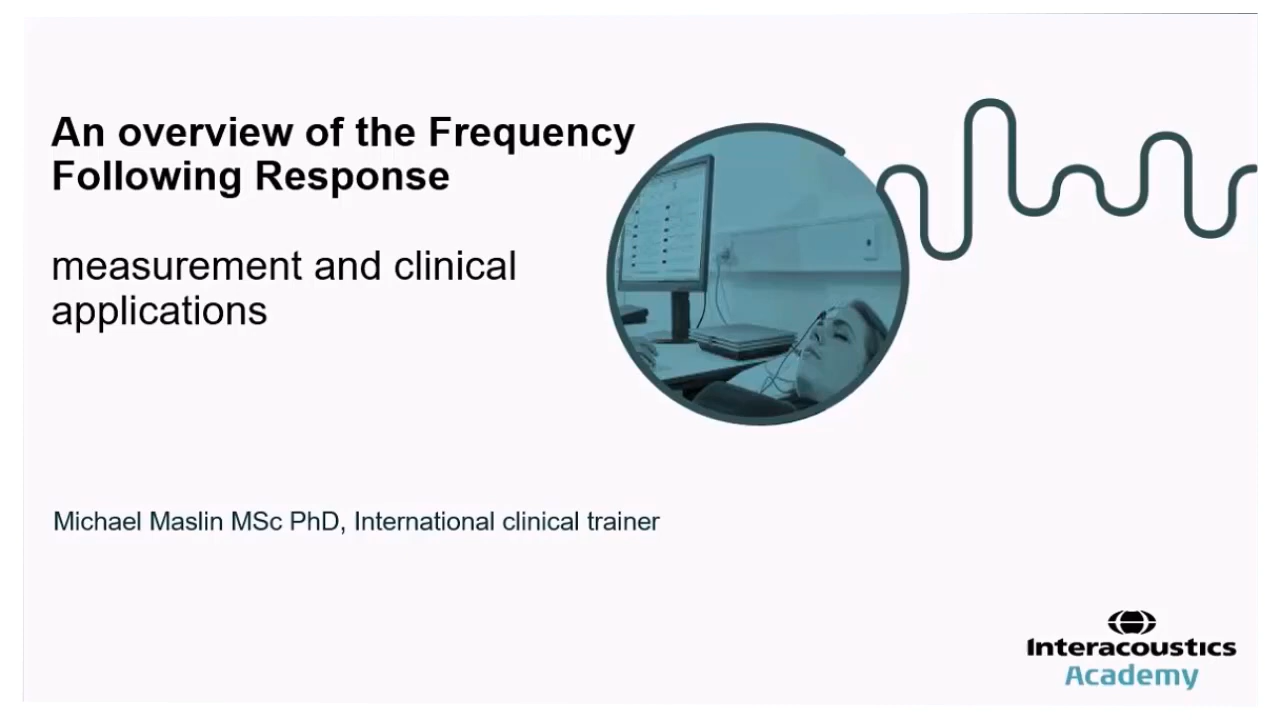 An overview of the Frequency
Following Response
measurement and clinical
applications
Michael Maslin MSc PhD, International clinical trainer
Interacoustics
Academy